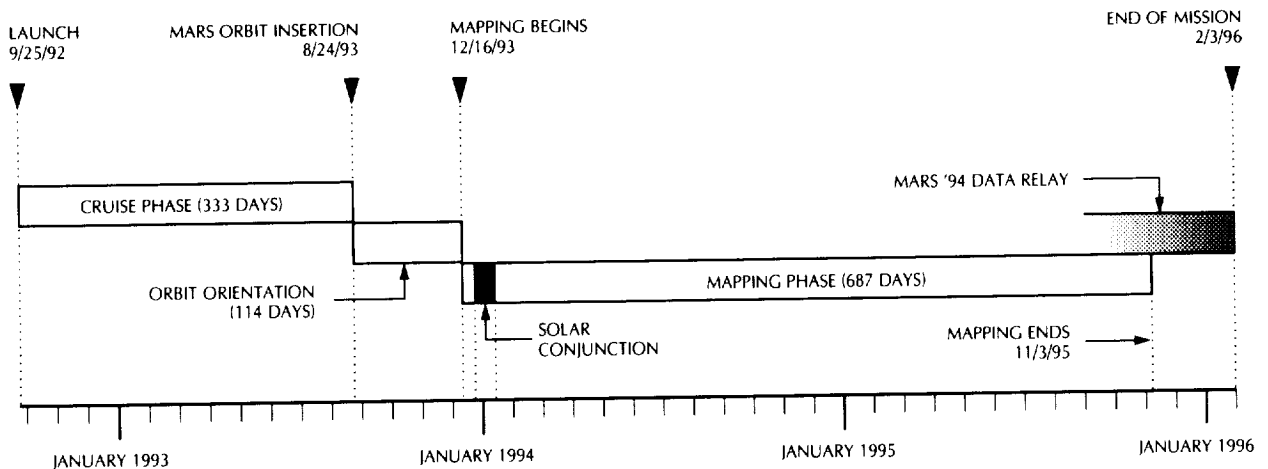 LAUNCH
9/25/92
MARS ORBIT INSERTION
8/24/93
MAPPING BEGINS
12/16/93
END OF MISSION
2/3/96
MARS '94 DATA RELAY
CRUISE PHASE (333 DAYS)
MAPPING PHASE (687 DAYS)
ORBIT ORIENTATION
(114 DAYS)
SOLAR
CONJUNCTION
MAPPING ENDS
11/3/95
JANUARY 1993
JANUARY 1994
JANUARY 1995
JANUARY 1996